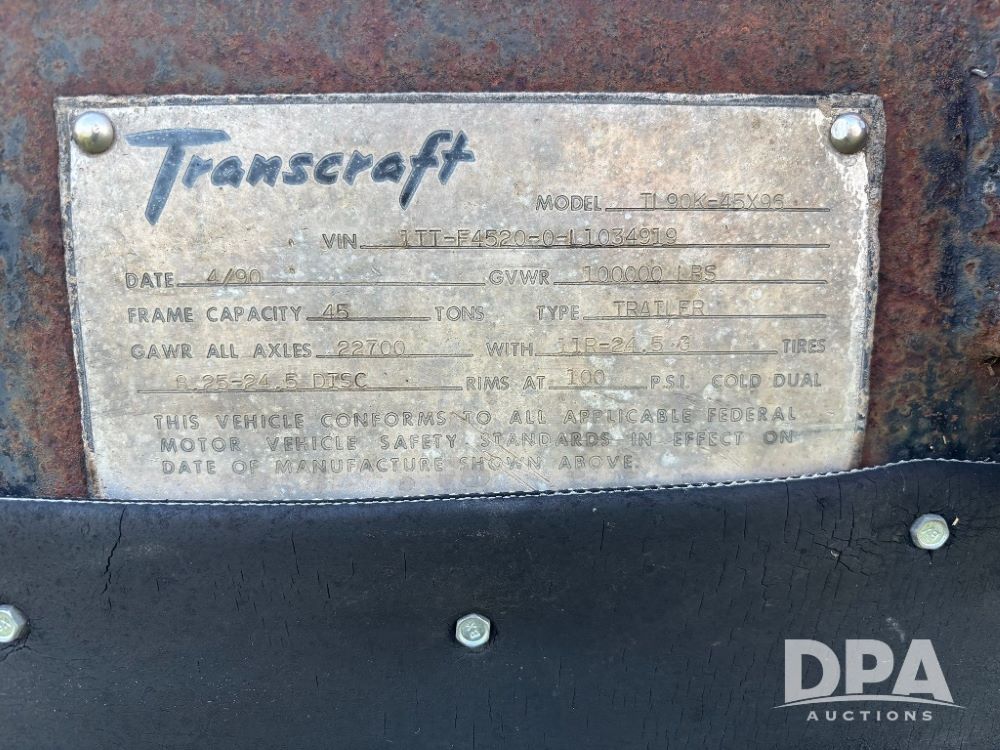 Transcraft
MODEL TL90K-45X96
VIN 1TT-F4520-0-L1034919
DATE 4/90 GVWR 100000 LBS
FRAME CAPACITY 45 TONS TYPE TRAILER
GAWR ALL AXLES 22700 WITH 11R-24.5 G TIRES
8.25-24.5 DISC RIMS AT 100 P.S.I. COLD DUAL
THIS VEHICLE CONFORMS TO ALL APPLICABLE FEDERAL
MOTOR VEHICLE SAFETY STANDARDS IN EFFECT ON
DATE OF MANUFACTURE SHOWN ABOVE.
DPA
AUCTIONS